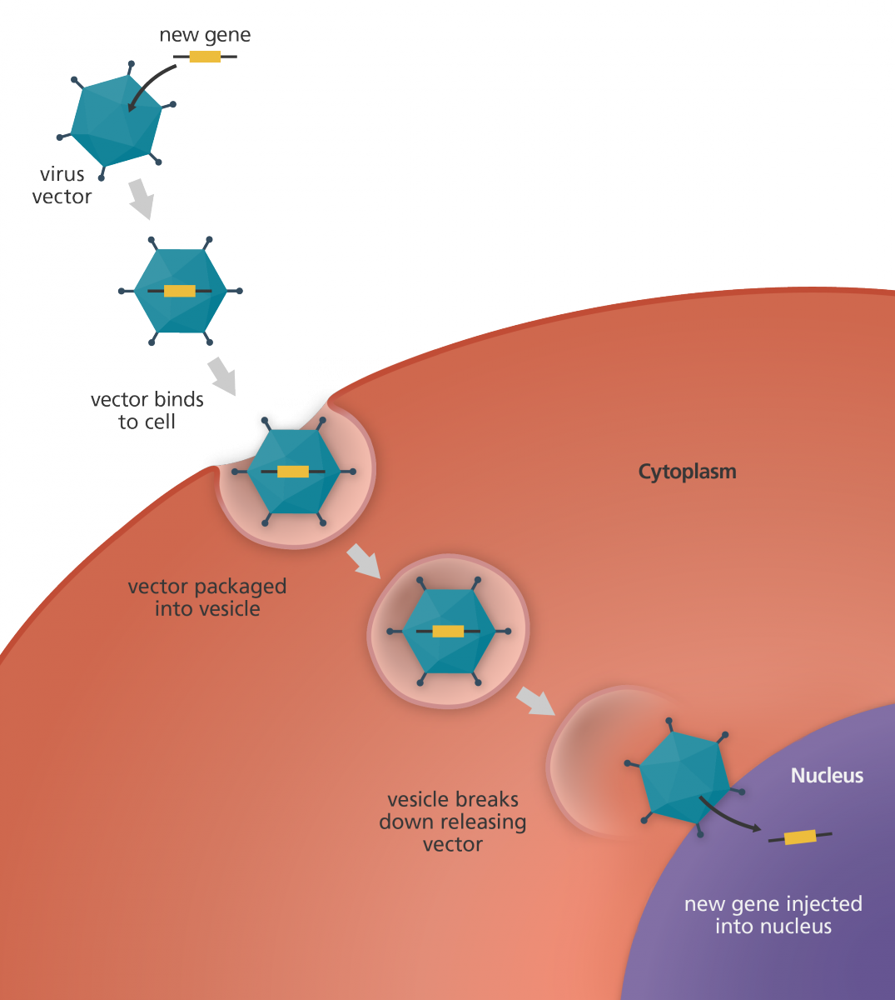 new gene
virus
vector
vector binds
to cell
Cytoplasm
vector packaged
into vesicle
Nucleus
vesicle breaks
down releasing
vector
new gene injected
into nucleus